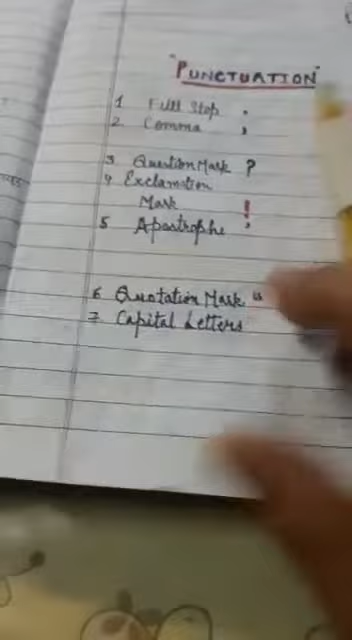 "PUNCTUATION"
1 Full Stop .
2 Comma ,
3 Question Mark ?
4 Exclamation
Mark !
5 Apostrophe '
6 Quotation Mark "
7 Capital Letters